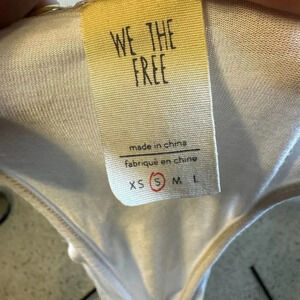 WE THE
FREE
made in china
fabriqué en chine
XS S M L